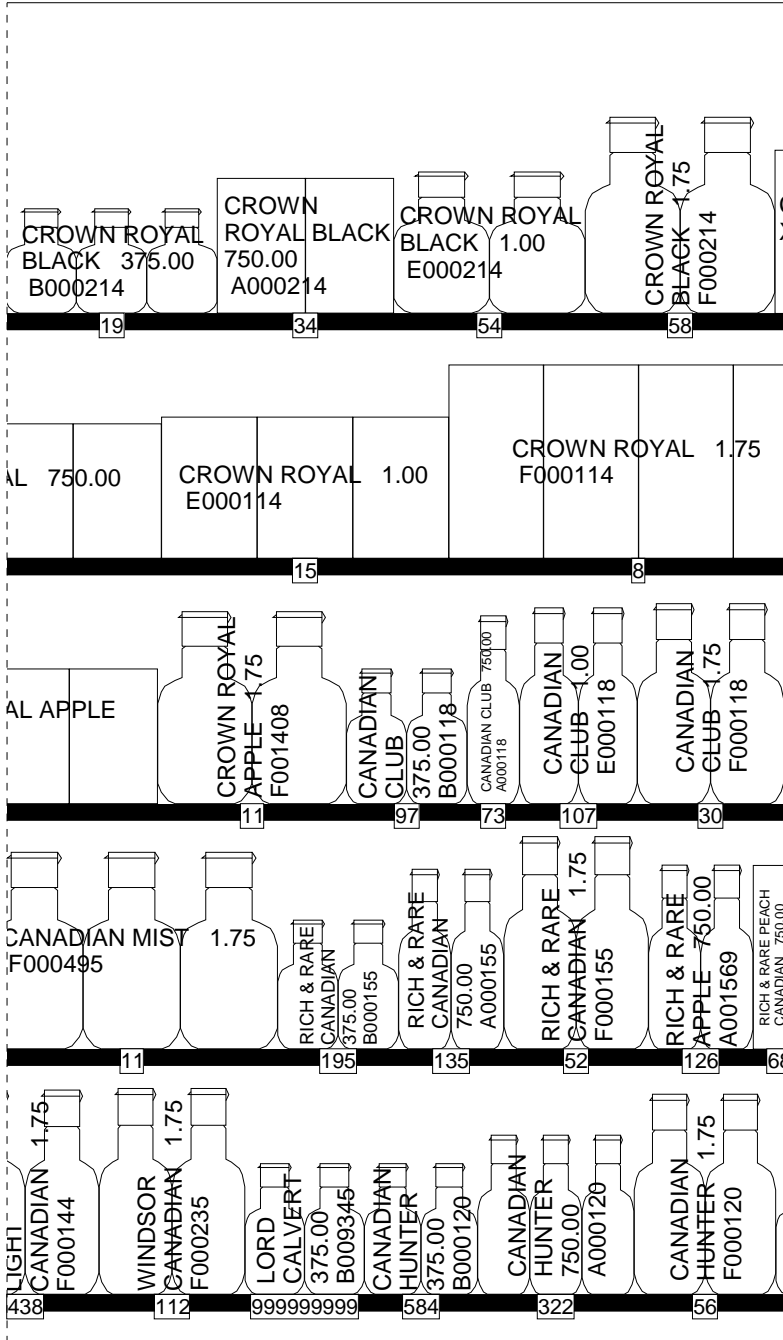 CROWN ROYAL
BLACK 375.00
B000214
CROWN
ROYAL BLACK
750.00
A000214
CROWN ROYAL
BLACK 1.00
E000214
CROWN ROYAL
BLACK 1.75
F000214
19
34
54
58
AL 750.00
CROWN ROYAL 1.00
E000114
CROWN ROYAL 1.75
F000114
15
8
AL APPLE
CROWN ROYAL
APPLE 1.75
F001408
CANADIAN
CLUB
375.00
B000118
CANADIAN CLUB 750.00
A000118
CANADIAN
CLUB 1.00
E000118
CANADIAN
CLUB 1.75
F000118
11
97
73
107
30
CANADIAN MIST 1.75
F000495
RICH & RARE
CANADIAN
375.00
B000155
RICH & RARE
CANADIAN
750.00
A000155
RICH & RARE
CANADIAN 1.75
F000155
RICH & RARE
APPLE 750.00
A001569
RICH & RARE PEACH
CANADIAN 750.00
11
195
135
52
126
68
LIGHT
CANADIAN 1.75
F000144
WINDSOR
CANADIAN 1.75
F000235
LORD
CALVERT
375.00
B009345
CANADIAN
HUNTER
375.00
B000120
CANADIAN
HUNTER
750.00
A000120
CANADIAN
HUNTER 1.75
F000120
438
112
999999999
584
322
56